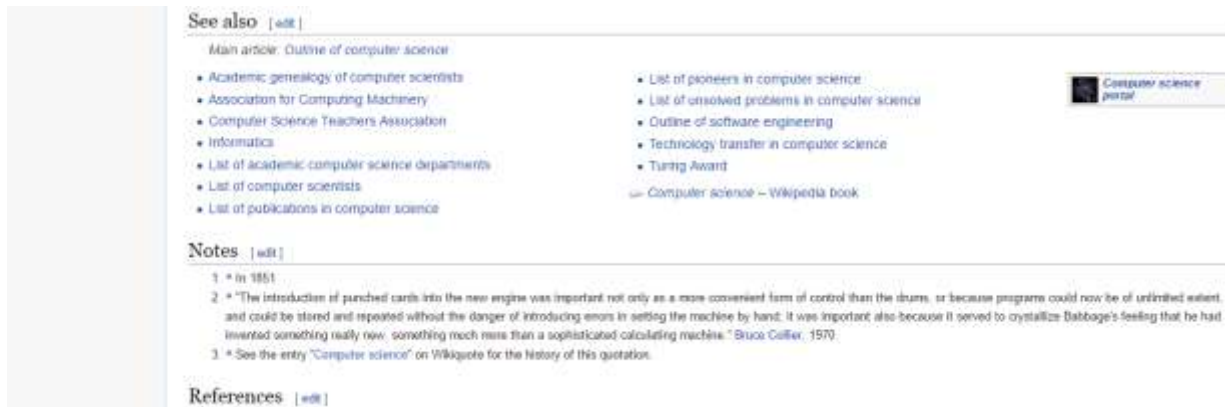 See also [edit]
Main article: Outline of computer science
• Academic genealogy of computer scientists
• Association for Computing Machinery
• Computer Science Teachers Association
• Informatics
• List of academic computer science departments
• List of computer scientists
• List of publications in computer science
• List of pioneers in computer science
• List of unsolved problems in computer science
• Outline of software engineering
• Technology transfer in computer science
• Turing Award
Computer science – Wikipedia book
Computer science
portal
Notes [edit]
1. ^ In 1851
2. ^ "The introduction of punched cards into the new engine was important not only as a more convenient form of control than the drums, or because programs could now be of unlimited extent,
and could be stored and repeated without the danger of introducing errors in setting the machine by hand; it was important also because it served to crystallize Babbage's feeling that he had
invented something really new, something much more than a sophisticated calculating machine." Bruce Collier, 1970
3. ^ See the entry "Computer science" on Wikiquote for the history of this quotation.
References [edit]